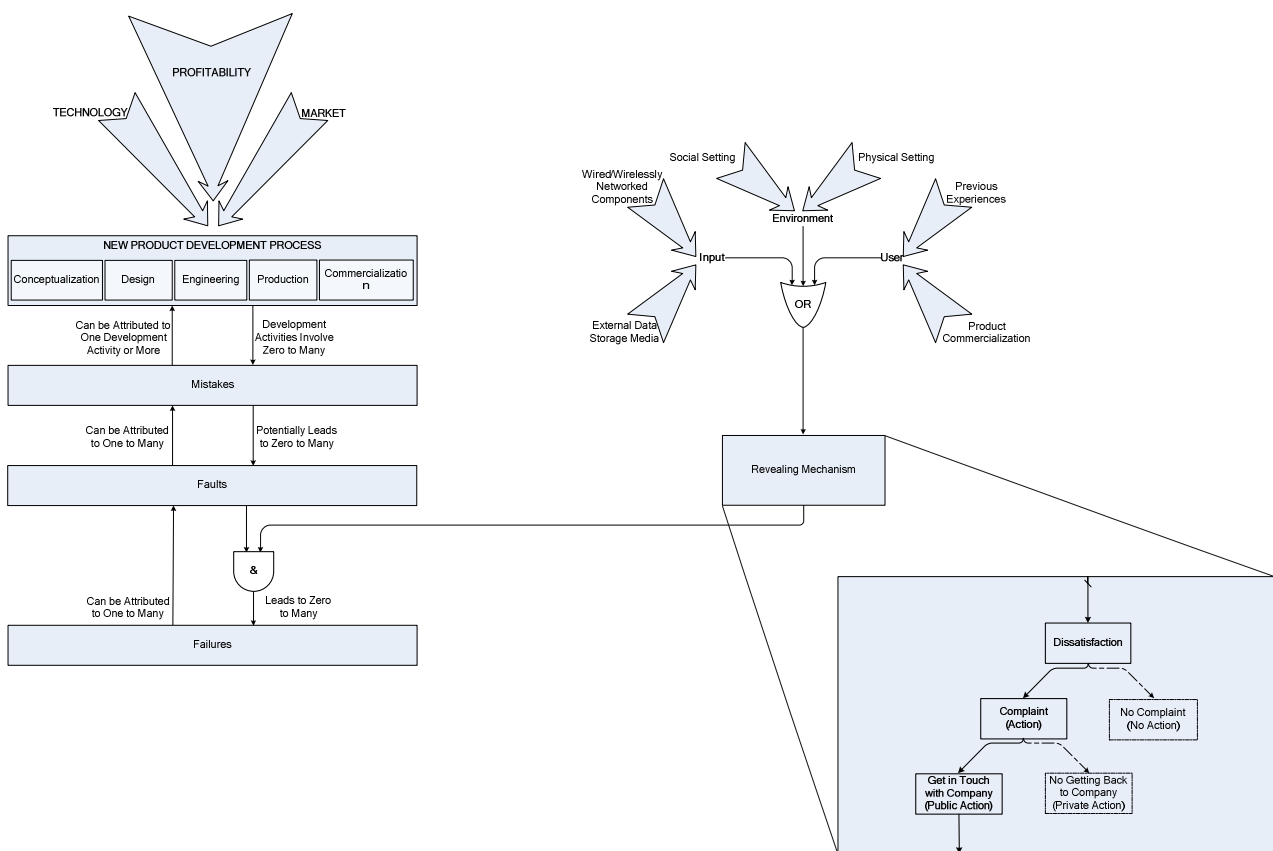 PROFITABILITY
TECHNOLOGY
MARKET
NEW PRODUCT DEVELOPMENT PROCESS
Conceptualization
Design
Engineering
Production
Commercializatio
n
Can be Attributed to
One Development
Activity or More
Development
Activities Involve
Zero to Many
Mistakes
Can be Attributed
to One to Many
Potentially Leads
to Zero to Many
Faults
&
Can be Attributed
to One to Many
Leads to Zero
to Many
Failures
Social Setting
Physical Setting
Wired/Wirelessly
Networked
Components
Previous
Experiences
Environment
Input
User
OR
External Data
Storage Media
Product
Commercialization
Revealing Mechanism
Dissatisfaction
Complaint
(Action)
No Complaint
(No Action)
Get in Touch
with Company
(Public Action)
No Getting Back
to Company
(Private Action)